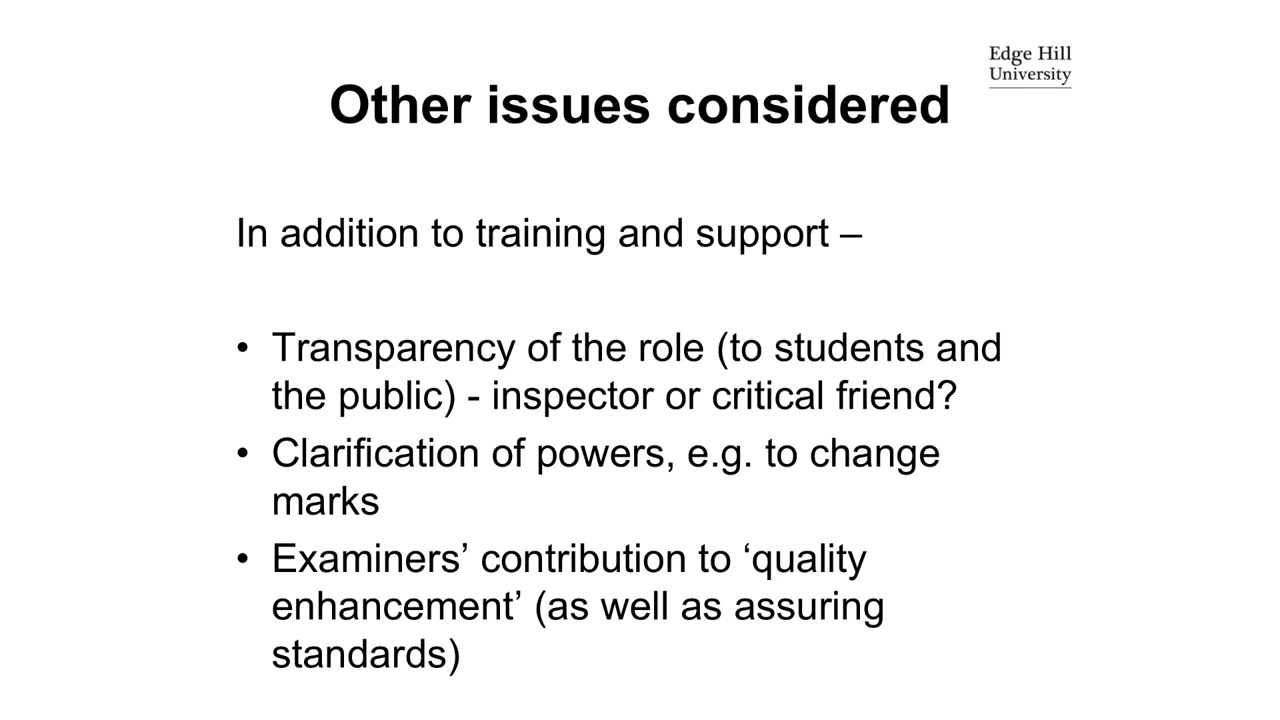 Edge Hill
University
Other issues considered
In addition to training and support –
• Transparency of the role (to students and
the public) - inspector or critical friend?
• Clarification of powers, e.g. to change
marks
• Examiners’ contribution to ‘quality
enhancement’ (as well as assuring
standards)